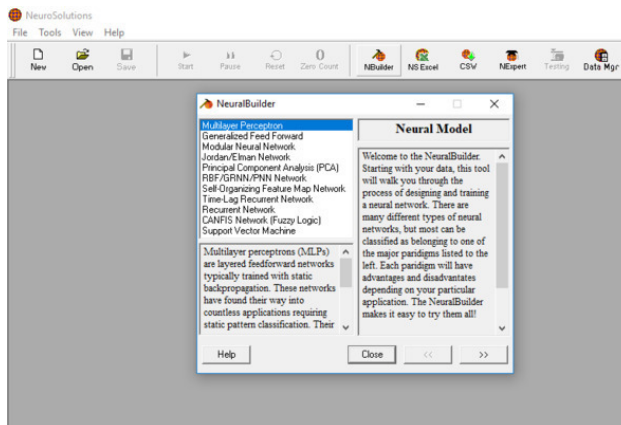 NeuroSolutions
File Tools View Help
New Open Save Start Pause Reset Zero Count NBuilder NS Excel CSW NExpert Testing Data Mgr
0
NeuralBuilder
Multilayer Perceptron
Generalized Feed Forward
Modular Neural Network
Jordan/Elman Network
Principal Component Analysis (PCA)
RBF/GRNN/PNN Network
Self-Organizing Feature Map Network
Time-Lag Recurrent Network
Recurrent Network
CANFIS Network (Fuzzy Logic)
Support Vector Machine
Multilayer perceptrons (MLPs)
are layered feedforward networks
typically trained with static
backpropagation. These networks
have found their way into
countless applications requiring
static pattern classification. Their
Neural Model
Welcome to the NeuralBuilder.
Starting with your data, this tool
will walk you through the
process of designing and training
a neural network. There are
many different types of neural
networks, but most can be
classified as belonging to one of
the major paridigms listed to the
left. Each paridigm will have
advantages and disadvantates
depending on your particular
application. The NeuralBuilder
makes it easy to try them all!
Help Close << >>